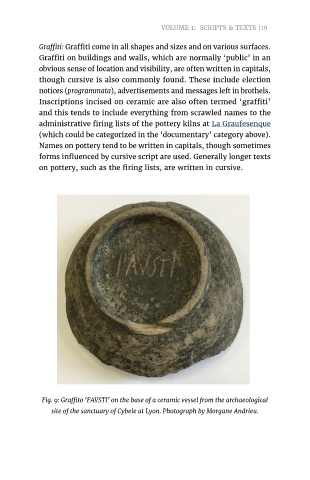 VOLUME 1: SCRIPTS & TEXTS |19
Graffiti: Graffiti come in all shapes and sizes and on various surfaces.
Graffiti on buildings and walls, which are normally ‘public’ in an
obvious sense of location and visibility, are often written in capitals,
though cursive is also commonly found. These include election
notices (programmata), advertisements and messages left in brothels.
Inscriptions incised on ceramic are also often termed ‘graffiti’
and this tends to include everything from scrawled names to the
administrative firing lists of the pottery kilns at La Graufesenque
(which could be categorized in the ‘documentary’ category above).
Names on pottery tend to be written in capitals, though sometimes
forms influenced by cursive script are used. Generally longer texts
on pottery, such as the firing lists, are written in cursive.
FAVSTI
Fig. 9: Graffito ‘FAVSTI’ on the base of a ceramic vessel from the archaeological
site of the sanctuary of Cybele at Lyon. Photograph by Morgane Andrieu.